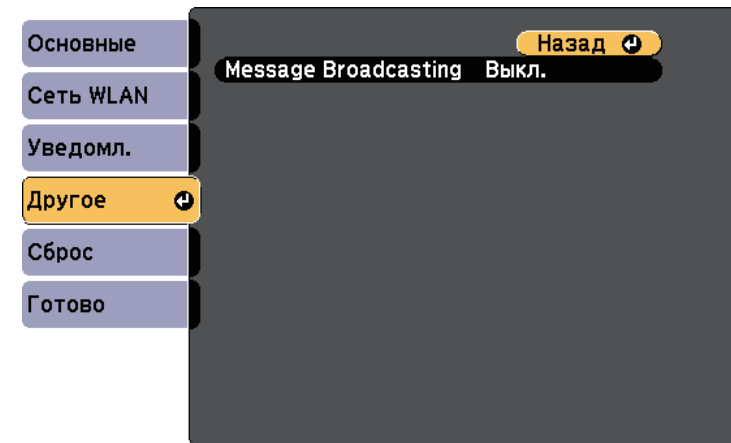 Основные
Сеть WLAN
Уведомл.
Другое
Сброс
Готово
Назад
Message Broadcasting Выкл.